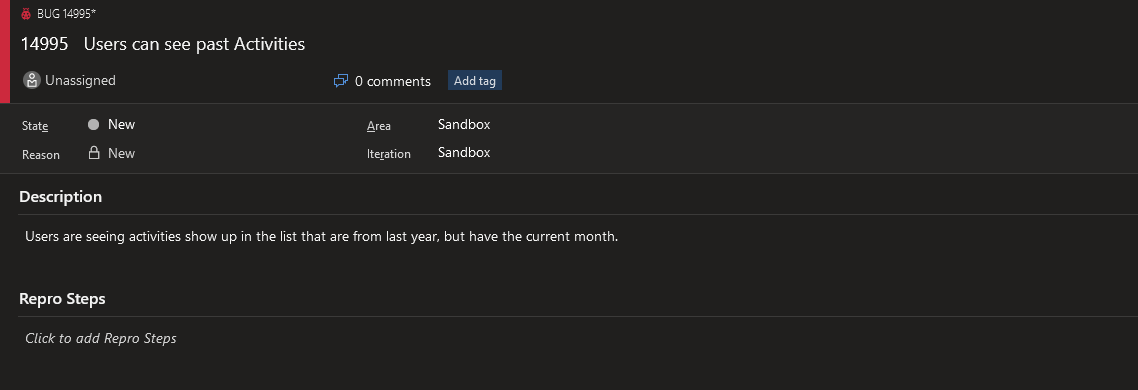 BUG 14995*
14995 Users can see past Activities
Unassigned 0 comments Add tag
State New Area Sandbox
Reason New Iteration Sandbox
Description
Users are seeing activities show up in the list that are from last year, but have the current month.
Repro Steps
Click to add Repro Steps